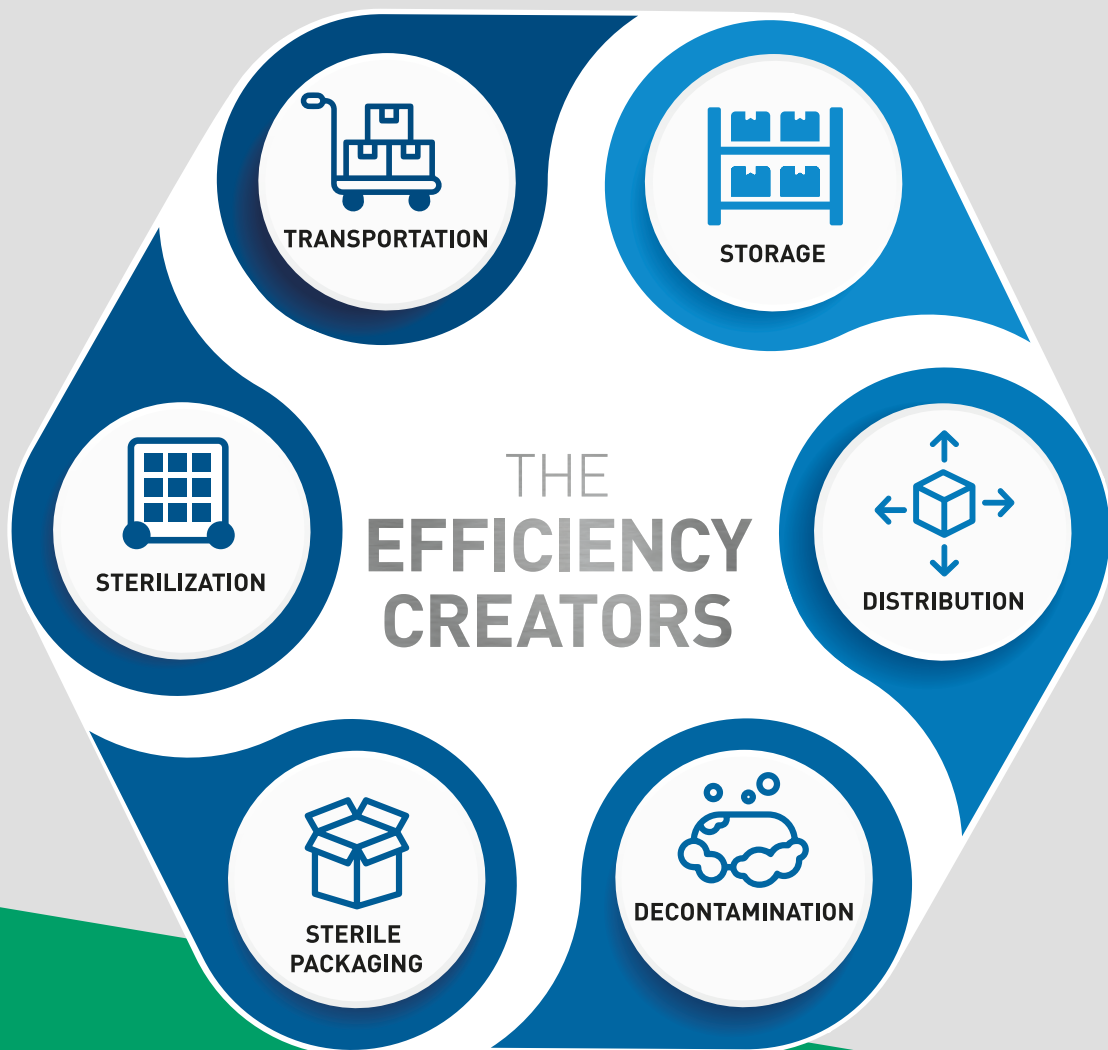 TRANSPORTATION
STORAGE
STERILIZATION
THE
EFFICIENCY
CREATORS
DISTRIBUTION
STERILE
PACKAGING
DECONTAMINATION